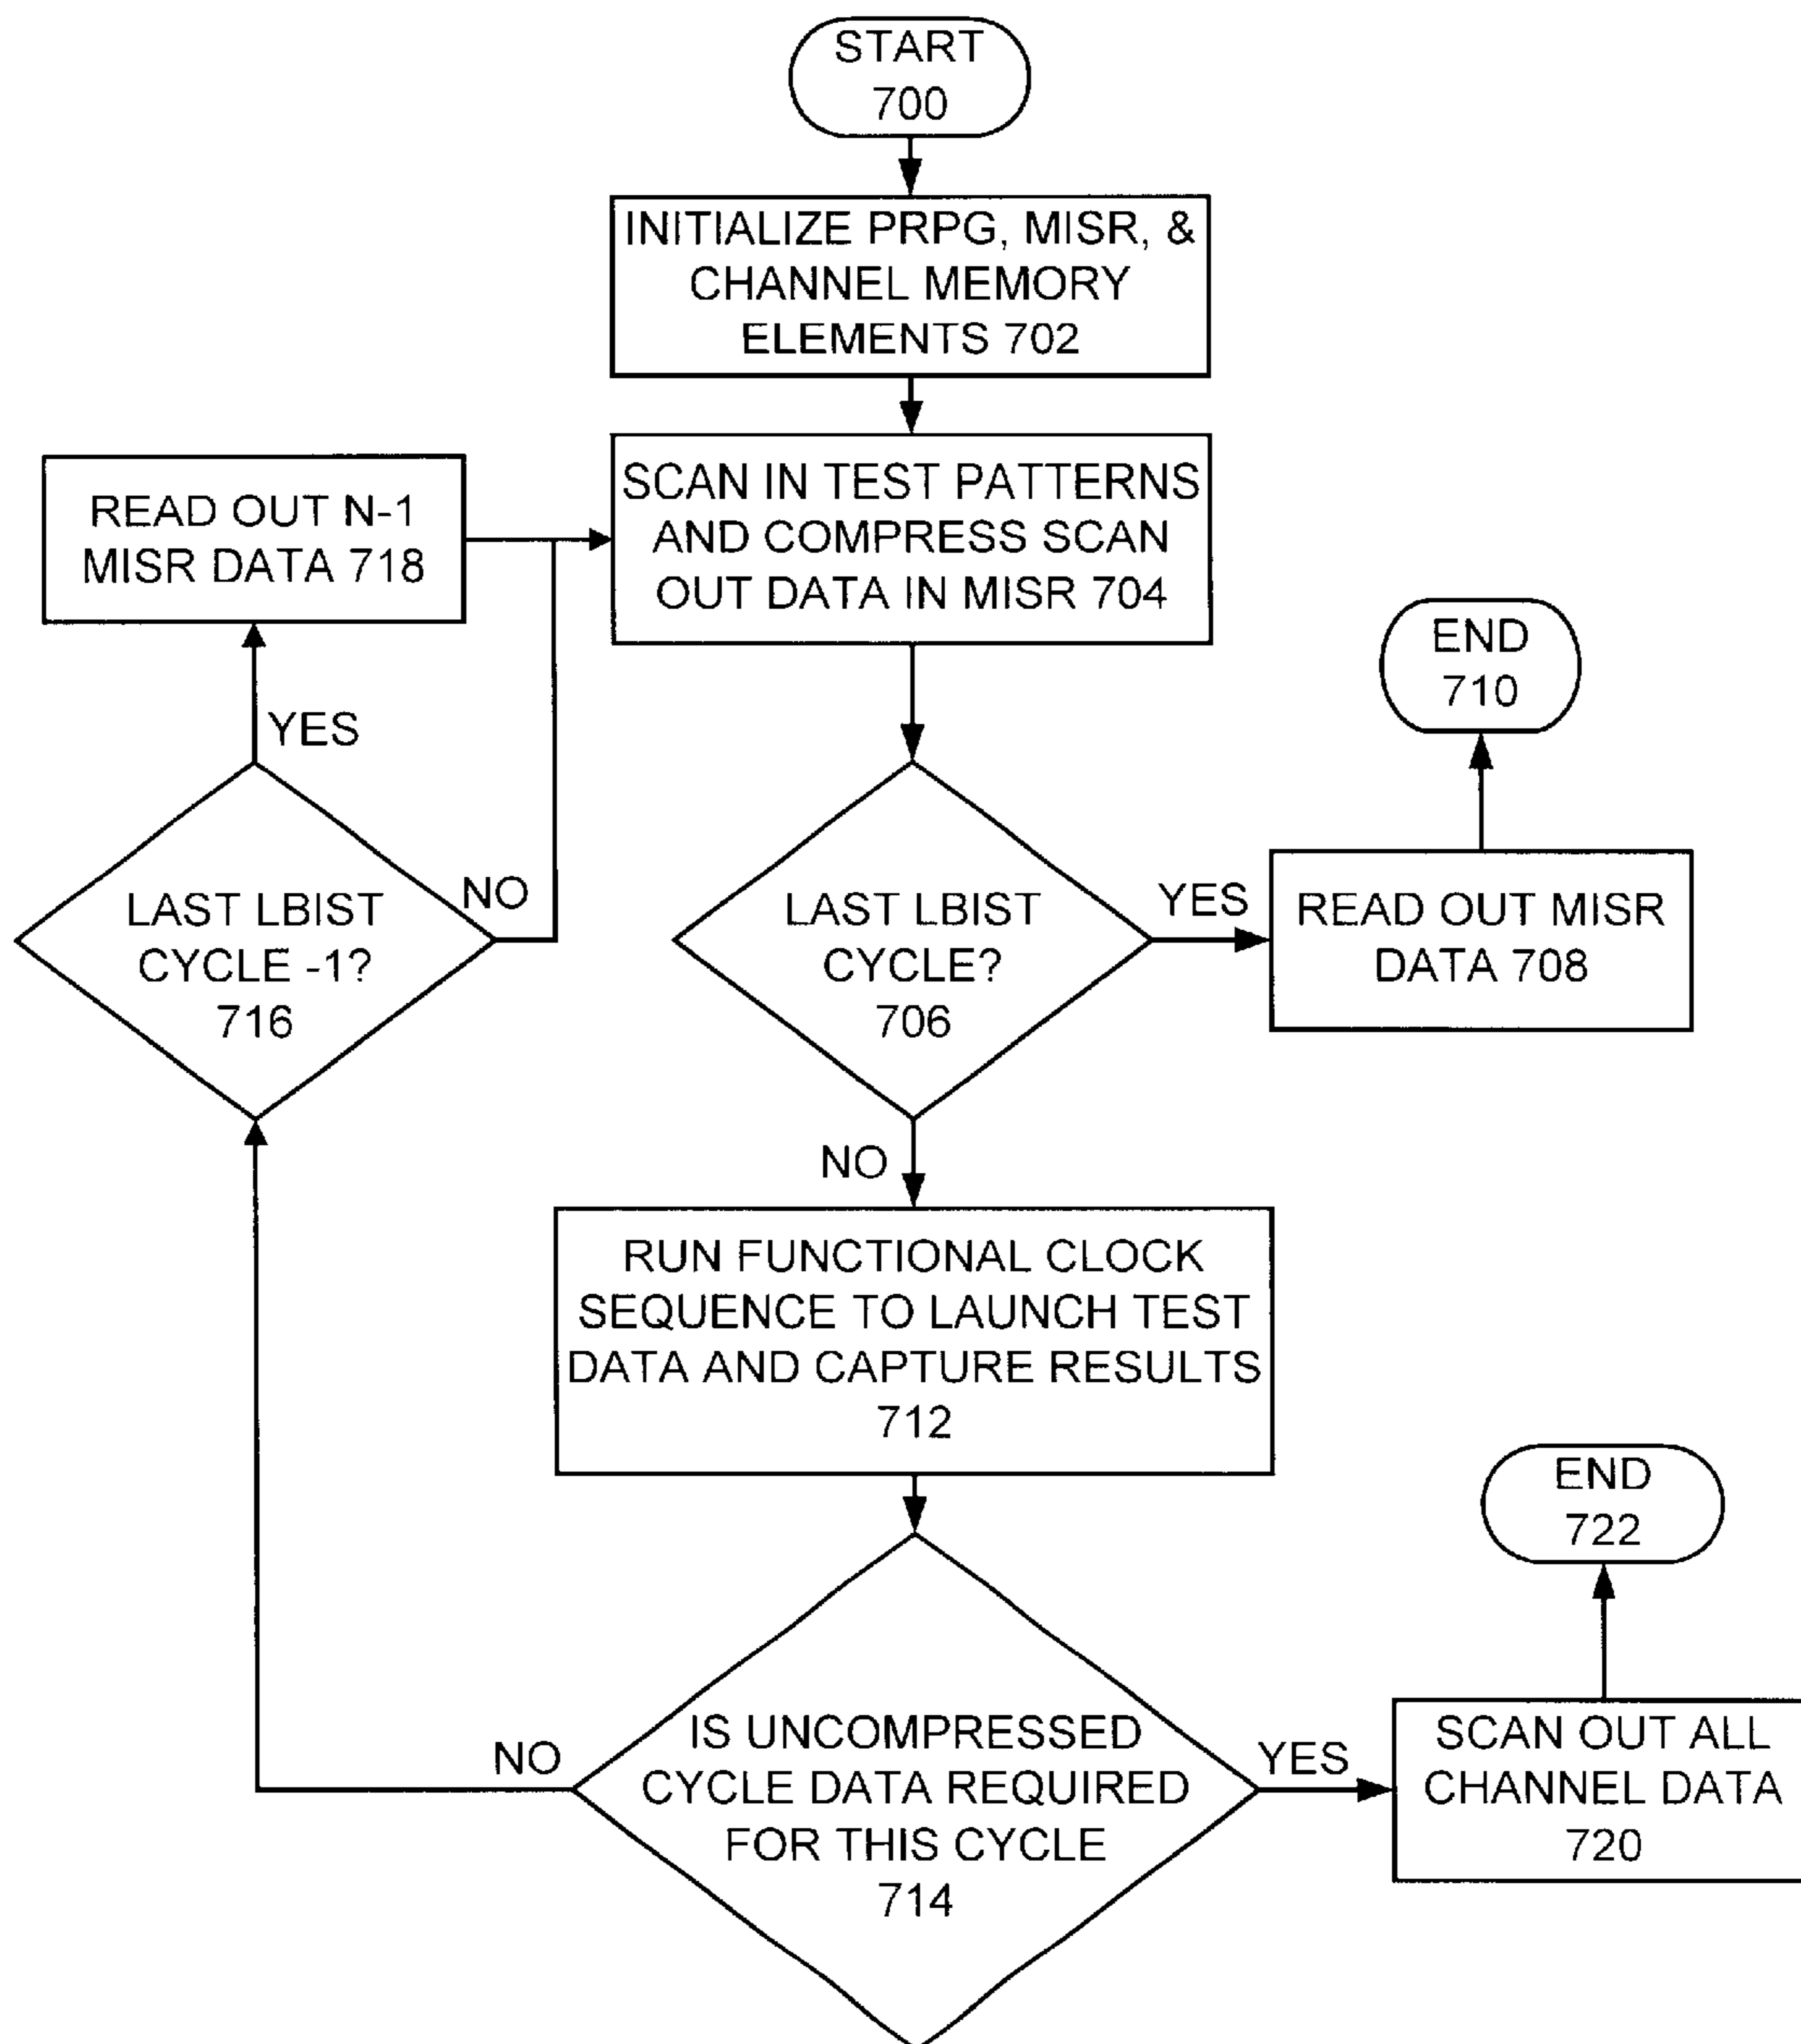 START
700
INITIALIZE PRPG, MISR, &
CHANNEL MEMORY
ELEMENTS 702
READ OUT N-1
MISR DATA 718
SCAN IN TEST PATTERNS
AND COMPRESS SCAN
OUT DATA IN MISR 704
END
710
YES
LAST LBIST
CYCLE -1?
716
NO
LAST LBIST
CYCLE?
706
YES
READ OUT MISR
DATA 708
NO
RUN FUNCTIONAL CLOCK
SEQUENCE TO LAUNCH TEST
DATA AND CAPTURE RESULTS
712
END
722
NO
IS UNCOMPRESSED
CYCLE DATA REQUIRED
FOR THIS CYCLE
714
YES
SCAN OUT ALL
CHANNEL DATA
720